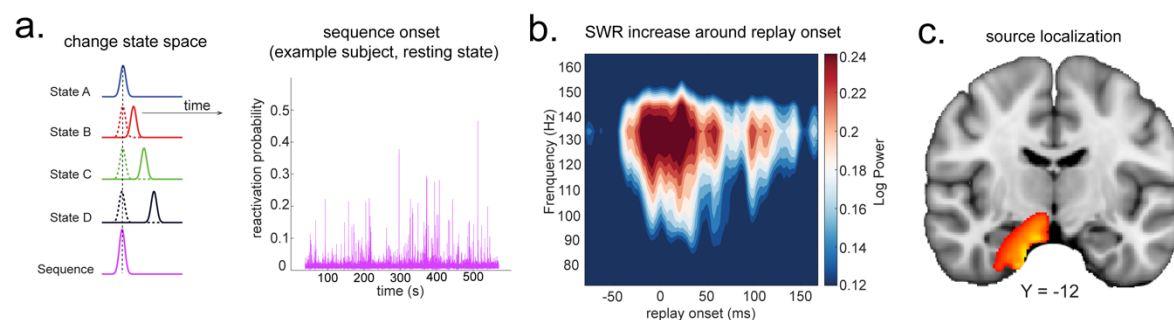 a.
change state space
State A
time
State B
State C
State D
Sequence
sequence onset
(example subject, resting state)
reactivation probability
0.5
0.4
0.3
0.2
0.1
100 200 300 400 500
time (s)
b.
SWR increase around replay onset
Frenquency (Hz)
160
150
140
130
120
110
100
90
80
-50 0 50 100 150
replay onset (ms)
0.24
0.22
0.2
0.18
0.16
0.14
0.12
Log Power
c.
source localization
Y = -12